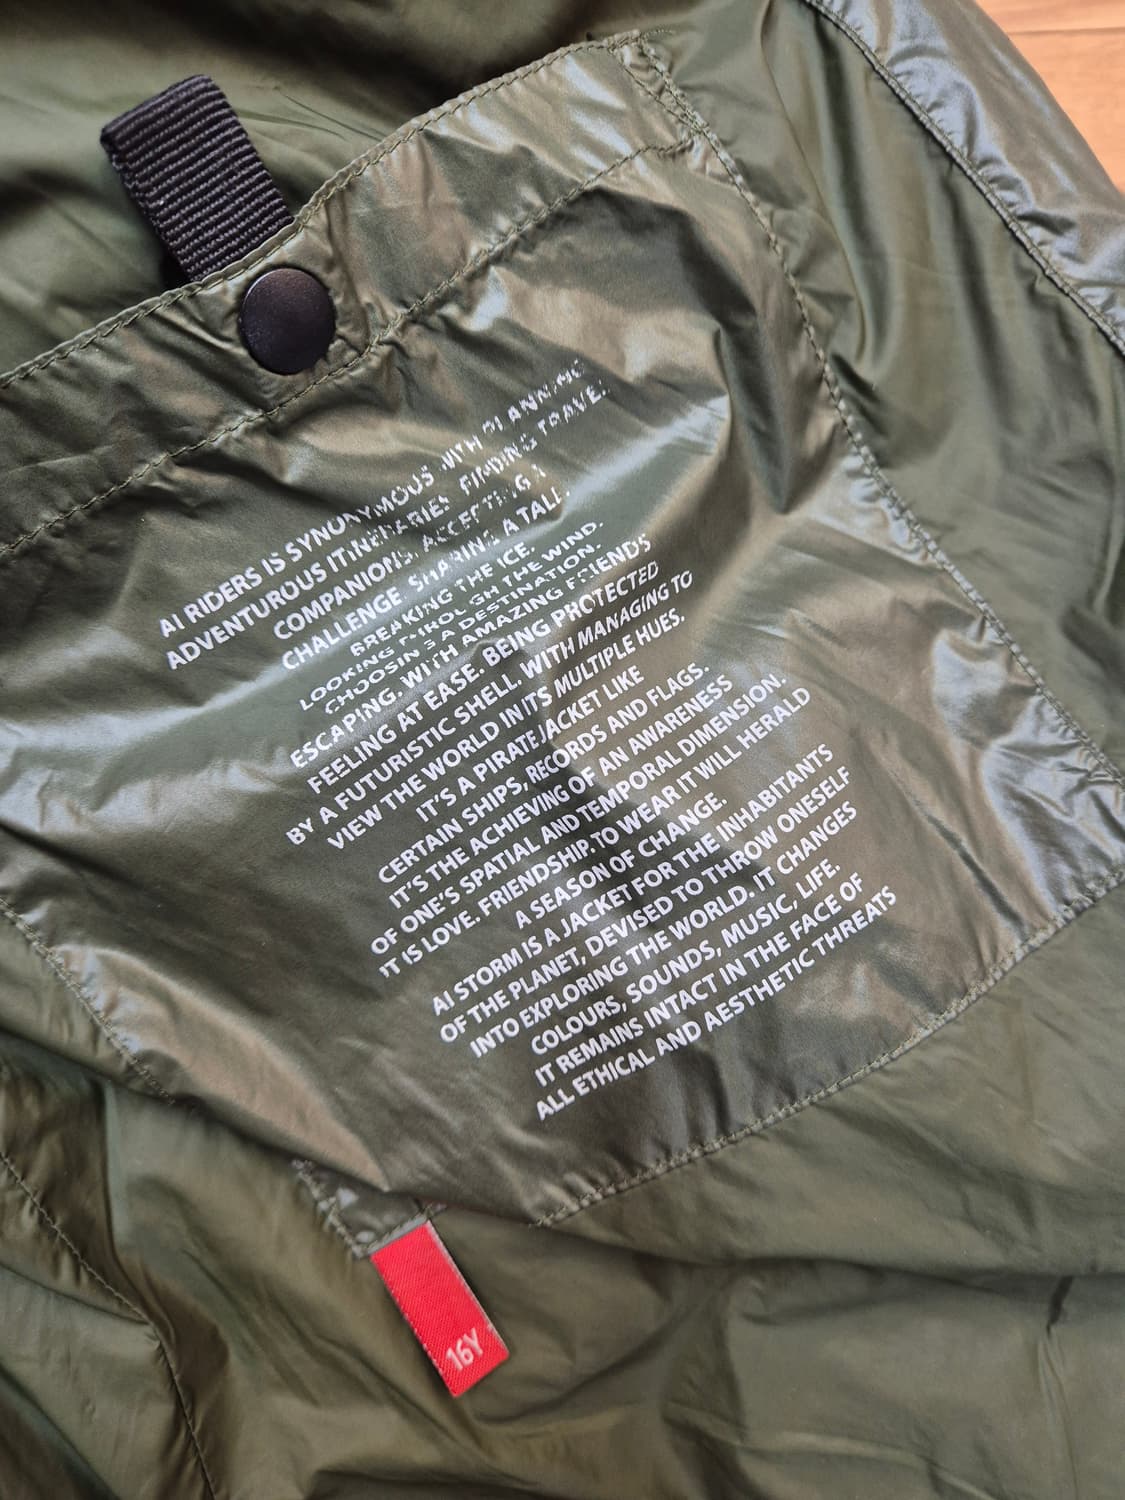 AI RIDERS IS SYNONYMOUS WITH PLANNING
ADVENTUROUS ITINERARIES. FINDING TRAVEL
COMPANIONS. ACCEPTING A
CHALLENGE. SHARING A TALE.
BREAKING THE ICE.
LOOKING THROUGH THE WIND.
CHOOSING A DESTINATION.
ESCAPING. WITH AMAZING FRIENDS
FEELING AT EASE. BEING PROTECTED
BY A FUTURISTIC SHELL. WITH MANAGING TO
VIEW THE WORLD IN ITS MULTIPLE HUES.
IT'S A PIRATE JACKET LIKE
CERTAIN SHIPS, RECORDS AND FLAGS.
IT'S THE ACHIEVING OF AN AWARENESS
OF ONE'S SPATIAL AND TEMPORAL DIMENSION.
IT IS LOVE. FRIENDSHIP. TO WEAR IT WILL HERALD
A SEASON OF CHANGE.
AI STORM IS A JACKET FOR THE INHABITANTS
OF THE PLANET, DEVISED TO THROW ONESELF
INTO EXPLORING THE WORLD. IT CHANGES
COLOURS, SOUNDS, MUSIC, LIFE.
IT REMAINS INTACT IN THE FACE OF
ALL ETHICAL AND AESTHETIC THREATS
16Y